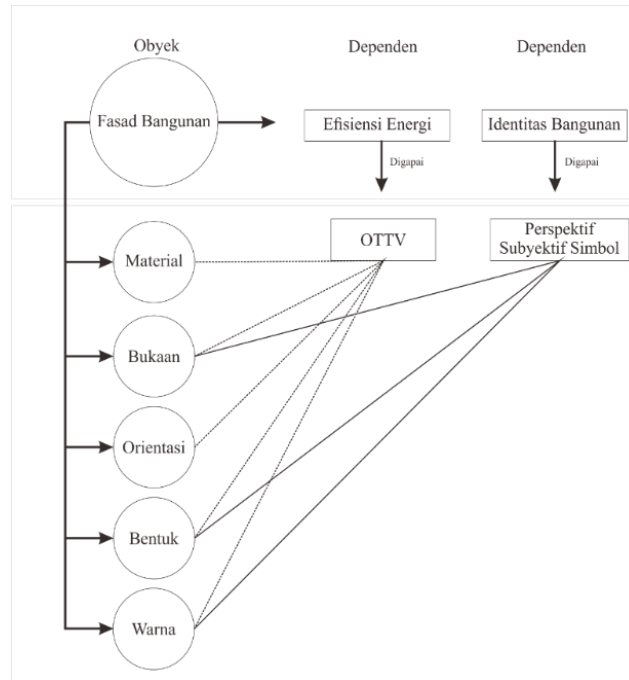 Obyek
Dependen
Dependen
Fasad Bangunan
Efisiensi Energi
Identitas Bangunan
Digapai
Digapai
Material
OTTV
Perspektif
Subyektif Simbol
Bukaan
Orientasi
Bentuk
Warna